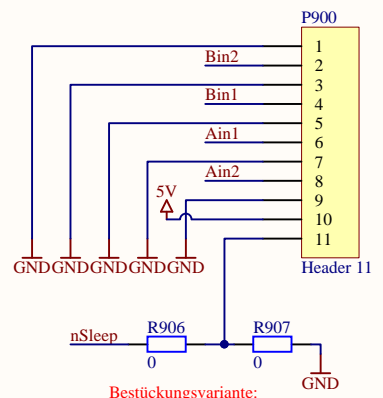 P900
1
Bin2
2
3
Bin1
4
5
Ain1
6
7
Ain2
8
5V
9
10
11
GND GND GND GND GND
Header 11
nSleep
R906
R907
0
0
GND
Bestückungsvariante: